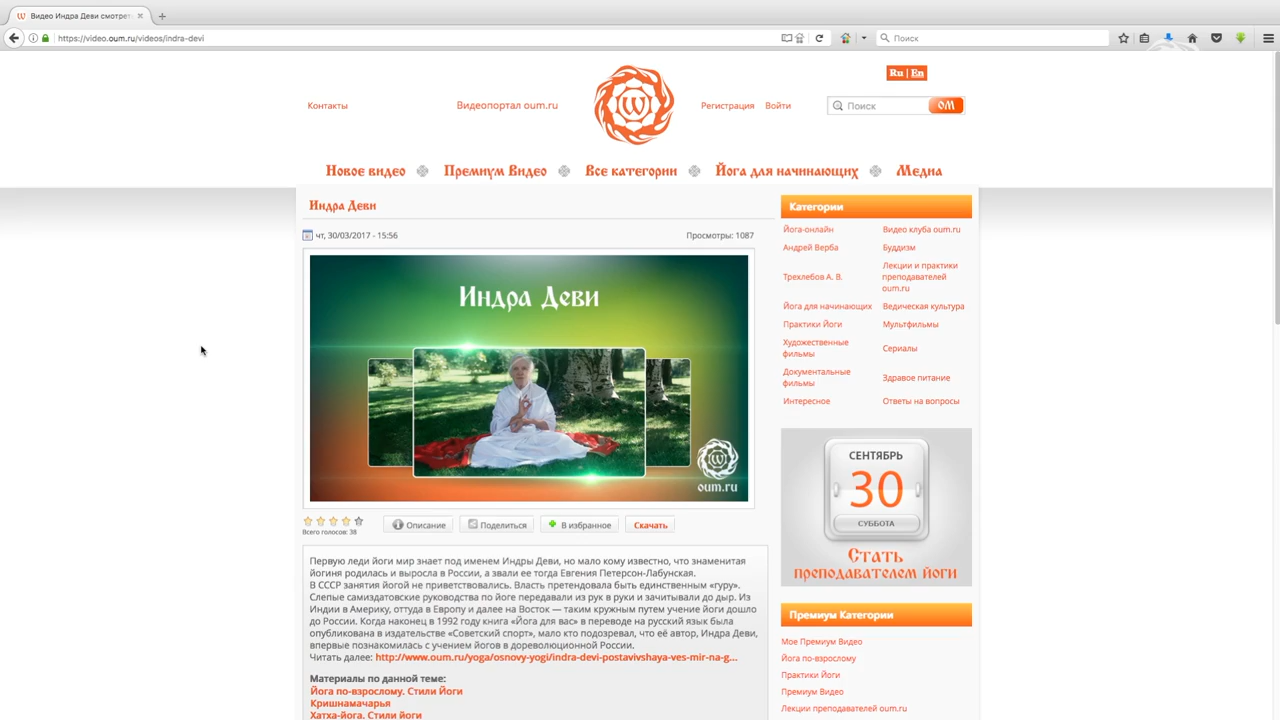 Видео Индра Деви смотрет
https://video.oum.ru/videos/indra-devi
Поиск
Ru | En
Контакты
Видеопортал oum.ru
Регистрация
Войти
Поиск
ОМ
Новое видео
Премиум Видео
Все категории
Йога для начинающих
Медиа
Индра Деви
чт, 30/03/2017 - 15:56
Просмотры: 1087
Индра Деви
oum.ru
Всего голосов: 38
Описание
Поделиться
В избранное
Скачать
Первую леди йоги мир знает под именем Индры Деви, но мало кому известно, что знаменитая
йогиня родилась и выросла в России, а звали ее тогда Евгения Петерсон-Лабунская.
В СССР занятия йогой не приветствовались. Власть претендовала быть единственным «гуру».
Слепые самиздатовские руководства по йоге передавали из рук в руки и зачитывали до дыр. Из
Индии в Америку, оттуда в Европу и далее на Восток — таким кружным путем учение йоги дошло
до России. Когда наконец в 1992 году книга «Йога для вас» в переводе на русский язык была
опубликована в издательстве «Советский спорт», мало кто подозревал, что её автор, Индра Деви,
впервые познакомилась с учением йогов в дореволюционной России.
Читать далее: http://www.oum.ru/yoga/osnovy-yogi/indra-devi-postavivshaya-ves-mir-na-g...
Материалы по данной теме:
Йога по-взрослому. Стили Йоги
Кришнамачарья
Хатха-йога. Стили йоги
Категории
Йога-онлайн
Видео клуба oum.ru
Андрей Верба
Буддизм
Трехлебов А. В.
Лекции и практики
преподавателей
oum.ru
Йога для начинающих
Ведическая культура
Практики Йоги
Мультфильмы
Художественные
фильмы
Сериалы
Документальные
фильмы
Здравое питание
Интересное
Ответы на вопросы
СЕНТЯБРЬ
30
СУББОТА
Стать
преподавателем йоги
Премиум Категории
Мое Премиум Видео
Йога по-взрослому
Практики Йоги
Премиум Видео
Лекции преподавателей oum.ru